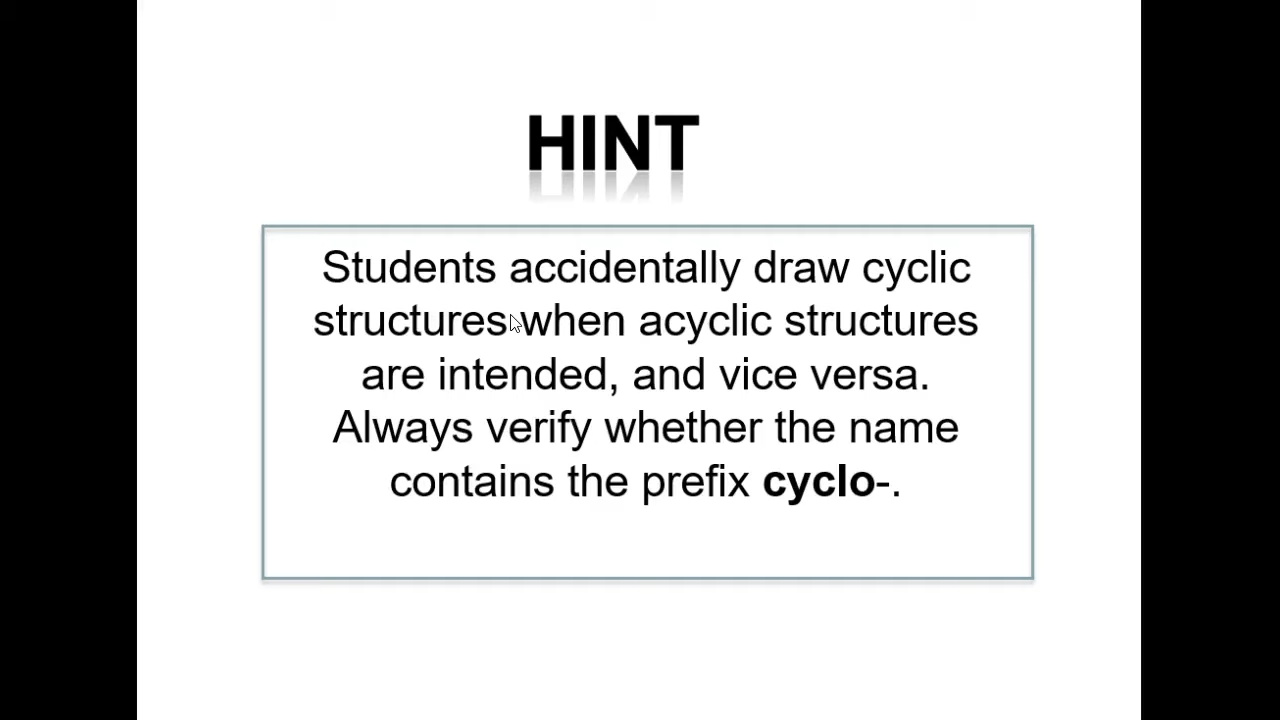 HINT
Students accidentally draw cyclic
structures when acyclic structures
are intended, and vice versa.
Always verify whether the name
contains the prefix cyclo-.